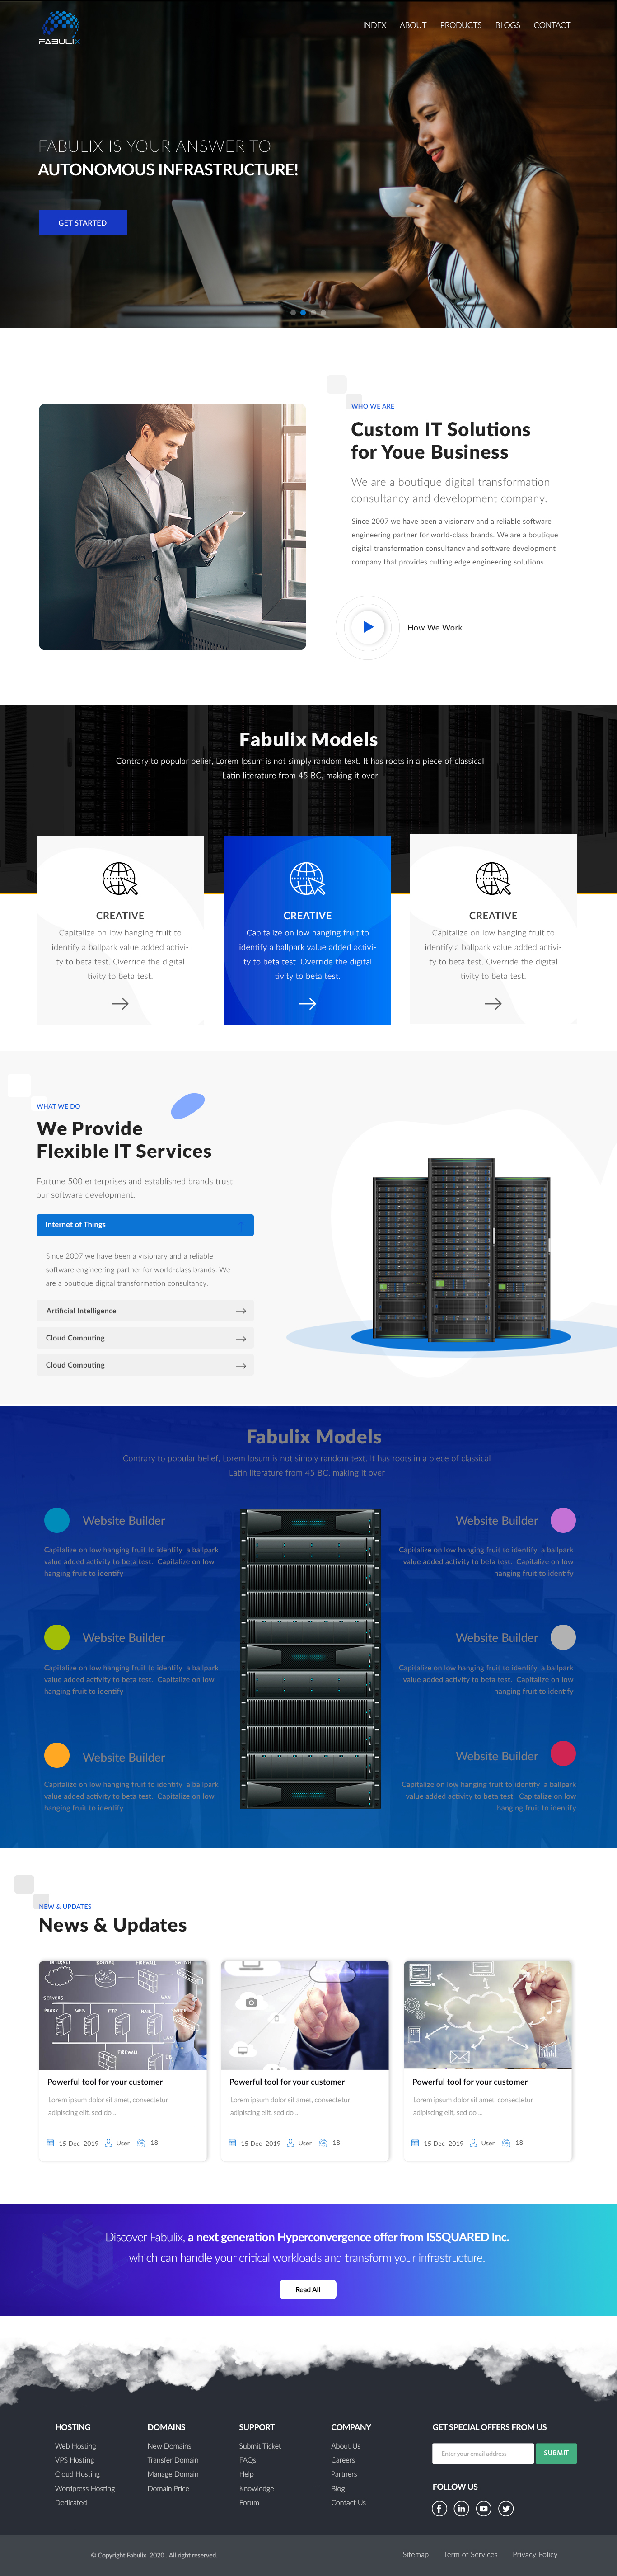 FABULIX
INDEX ABOUT PRODUCTS BLOGS CONTACT
FABULIX IS YOUR ANSWER TO
AUTONOMOUS INFRASTRUCTURE!
GET STARTED
WHO WE ARE
Custom IT Solutions
for Youe Business
We are a boutique digital transformation
consultancy and development company.
Since 2007 we have been a visionary and a reliable software
engineering partner for world-class brands. We are a boutique
digital transformation consultancy and software development
company that provides cutting edge engineering solutions.
How We Work
Fabulix Models
Contrary to popular belief, Lorem Ipsum is not simply random text. It has roots in a piece of classical
Latin literature from 45 BC, making it over
CREATIVE
Capitalize on low hanging fruit to
identify a ballpark value added activi-
ty to beta test. Override the digital
tivity to beta test.
CREATIVE
Capitalize on low hanging fruit to
identify a ballpark value added activi-
ty to beta test. Override the digital
tivity to beta test.
CREATIVE
Capitalize on low hanging fruit to
identify a ballpark value added activi-
ty to beta test. Override the digital
tivity to beta test.
WHAT WE DO
We Provide
Flexible IT Services
Fortune 500 enterprises and established brands trust
our software development.
Internet of Things
Since 2007 we have been a visionary and a reliable
software engineering partner for world-class brands. We
are a boutique digital transformation consultancy.
Artificial Intelligence
Cloud Computing
Cloud Computing
Fabulix Models
Contrary to popular belief, Lorem Ipsum is not simply random text. It has roots in a piece of classical
Latin literature from 45 BC, making it over
Website Builder
Capitalize on low hanging fruit to identify a ballpark
value added activity to beta test. Capitalize on low
hanging fruit to identify
Website Builder
Capitalize on low hanging fruit to identify a ballpark
value added activity to beta test. Capitalize on low
hanging fruit to identify
Website Builder
Capitalize on low hanging fruit to identify a ballpark
value added activity to beta test. Capitalize on low
hanging fruit to identify
Website Builder
Capitalize on low hanging fruit to identify a ballpark
value added activity to beta test. Capitalize on low
hanging fruit to identify
Website Builder
Capitalize on low hanging fruit to identify a ballpark
value added activity to beta test. Capitalize on low
hanging fruit to identify
Website Builder
Capitalize on low hanging fruit to identify a ballpark
value added activity to beta test. Capitalize on low
hanging fruit to identify
NEW & UPDATES
News & Updates
INTERNET ROUTER FIREWALL SWITCH
SERVERS
PROXY WEB FTP MAIL
FIREWALL LAN
Powerful tool for your customer
Lorem ipsum dolor sit amet, consectetur
adipiscing elit, sed do ...
15 Dec 2019 User 18
Powerful tool for your customer
Lorem ipsum dolor sit amet, consectetur
adipiscing elit, sed do ...
15 Dec 2019 User 18
Powerful tool for your customer
Lorem ipsum dolor sit amet, consectetur
adipiscing elit, sed do ...
15 Dec 2019 User 18
Discover Fabulix, a next generation Hyperconvergence offer from ISSQUARED Inc.
which can handle your critical workloads and transform your infrastructure.
Read All
HOSTING
Web Hosting
VPS Hosting
Cloud Hosting
Wordpress Hosting
Dedicated
DOMAINS
New Domains
Transfer Domain
Manage Domain
Domain Price
SUPPORT
Submit Ticket
FAQs
Help
Knowledge
Forum
COMPANY
About Us
Careers
Partners
Blog
Contact Us
GET SPECIAL OFFERS FROM US
Enter your email address SUBMIT
FOLLOW US
© Copyright Fabulix 2020 . All right reserved.
Sitemap Term of Services Privacy Policy